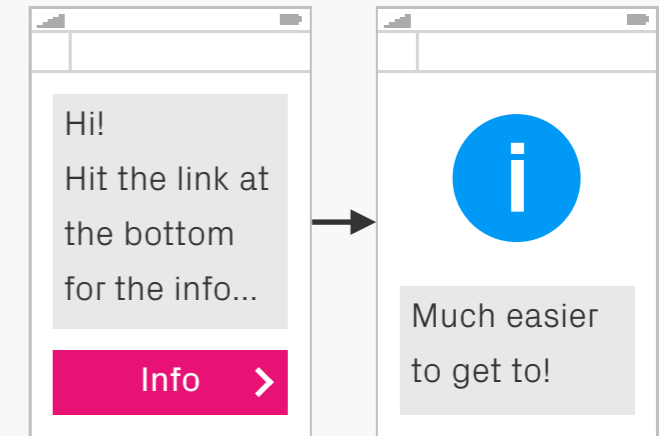 Hi!
Hit the link at
the bottom
for the info...
Info
i
Much easier
to get to!